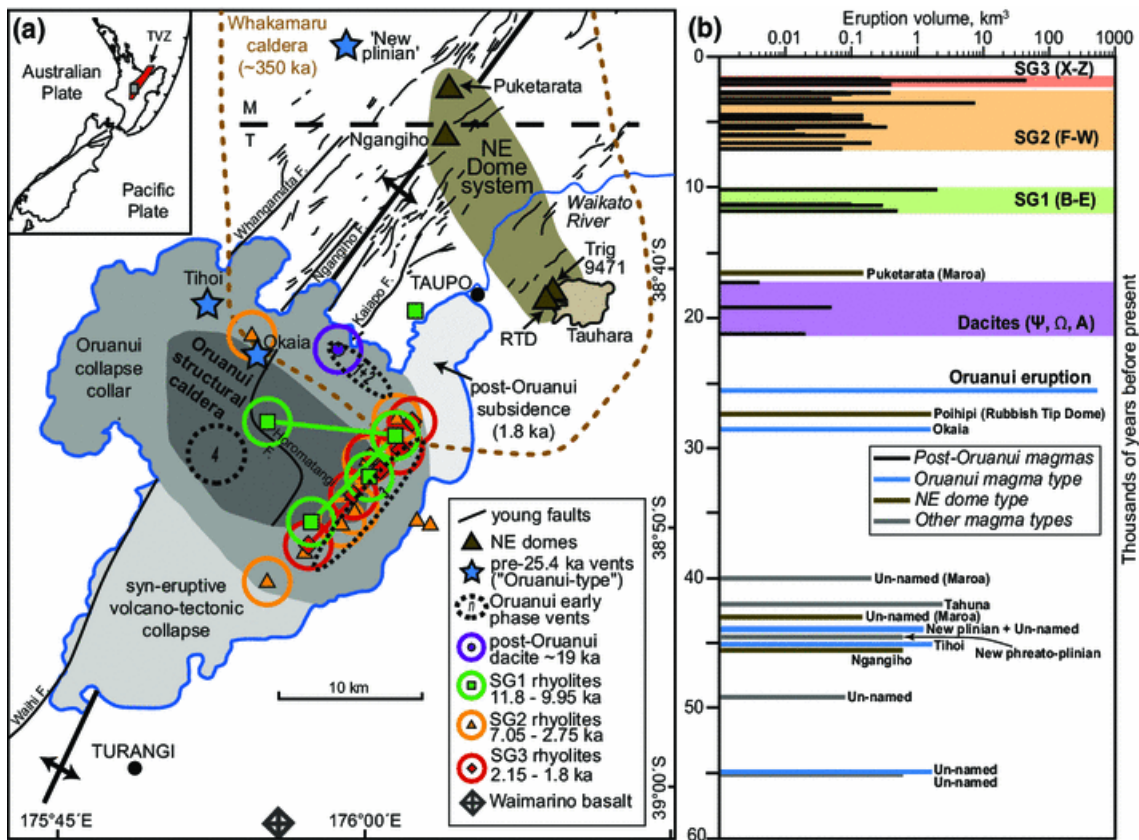 (a)
TVZ
Australian
Plate
Pacific
Plate
Whakamaru
caldera
(~350 ka)
'New
plinian'
Puketarata
M
T
Ngangiho
NE
Dome
system
Whangamata F.
Ngangiho F.
Kaiapo F.
Waikato
River
Trig
9471
TAUPO
RTD
Tauhara
38°40'S
Tihoi
Okaia
Oruanui
collapse
collar
Oruanui
structural
caldera
1+2
post-Oruanui
subsidence
(1.8 ka)
4
Horomatangi
F.
3
38°50'S
syn-eruptive
volcano-tectonic
collapse
Waihi F.
TURANGI
young faults
NE domes
pre-25.4 ka vents
("Oruanui-type")
n
Oruanui early
phase vents
post-Oruanui
dacite ~19 ka
SG1 rhyolites
11.8 - 9.95 ka
SG2 rhyolites
7.05 - 2.75 ka
SG3 rhyolites
2.15 - 1.8 ka
Waimarino basalt
10 km
39°00'S
175°45'E
176°00'E
(b)
Eruption volume, km³
0.01
0.1
1
10
100
1000
0
10
20
30
40
50
60
Thousands of years before present
SG3 (X-Z)
SG2 (F-W)
SG1 (B-E)
Puketarata (Maroa)
Dacites (Ψ, Ω, A)
Oruanui eruption
Poihipi (Rubbish Tip Dome)
Okaia
Post-Oruanui magmas
Oruanui magma type
NE dome type
Other magma types
Un-named (Maroa)
Tahuna
Un-named (Maroa)
New plinian + Un-named
Tihoi
New phreato-plinian
Ngangiho
Un-named
Un-named
Un-named